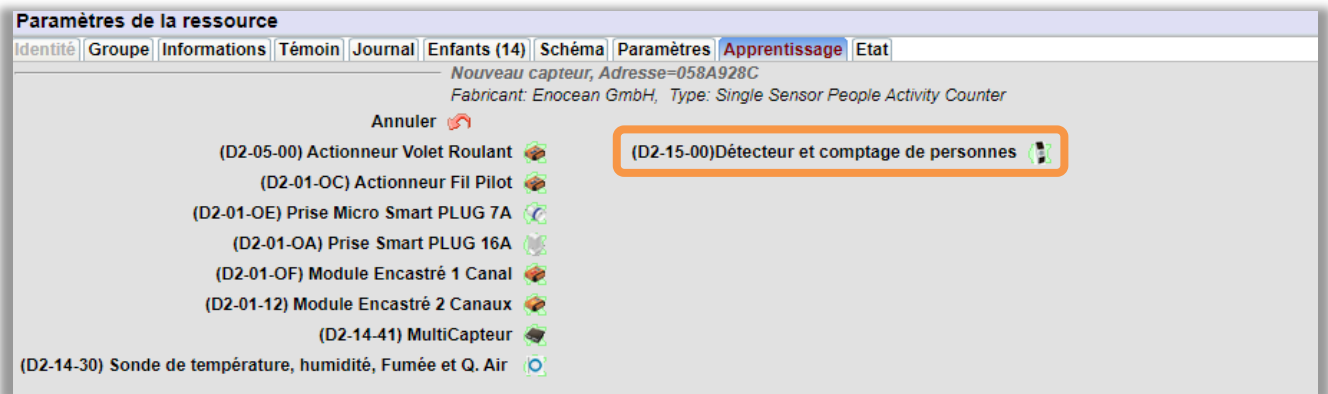 Paramètres de la ressource
Identité Groupe Informations Témoin Journal Enfants (14) Schéma Paramètres Apprentissage Etat
Nouveau capteur, Adresse=058A928C
Fabricant: Enocean GmbH, Type: Single Sensor People Activity Counter
Annuler
(D2-05-00) Actionneur Volet Roulant (D2-15-00)Détecteur et comptage de personnes
(D2-01-OC) Actionneur Fil Pilot
(D2-01-OE) Prise Micro Smart PLUG 7A
(D2-01-OA) Prise Smart PLUG 16A
(D2-01-OF) Module Encastré 1 Canal
(D2-01-12) Module Encastré 2 Canaux
(D2-14-41) MultiCapteur
(D2-14-30) Sonde de température, humidité, Fumée et Q. Air